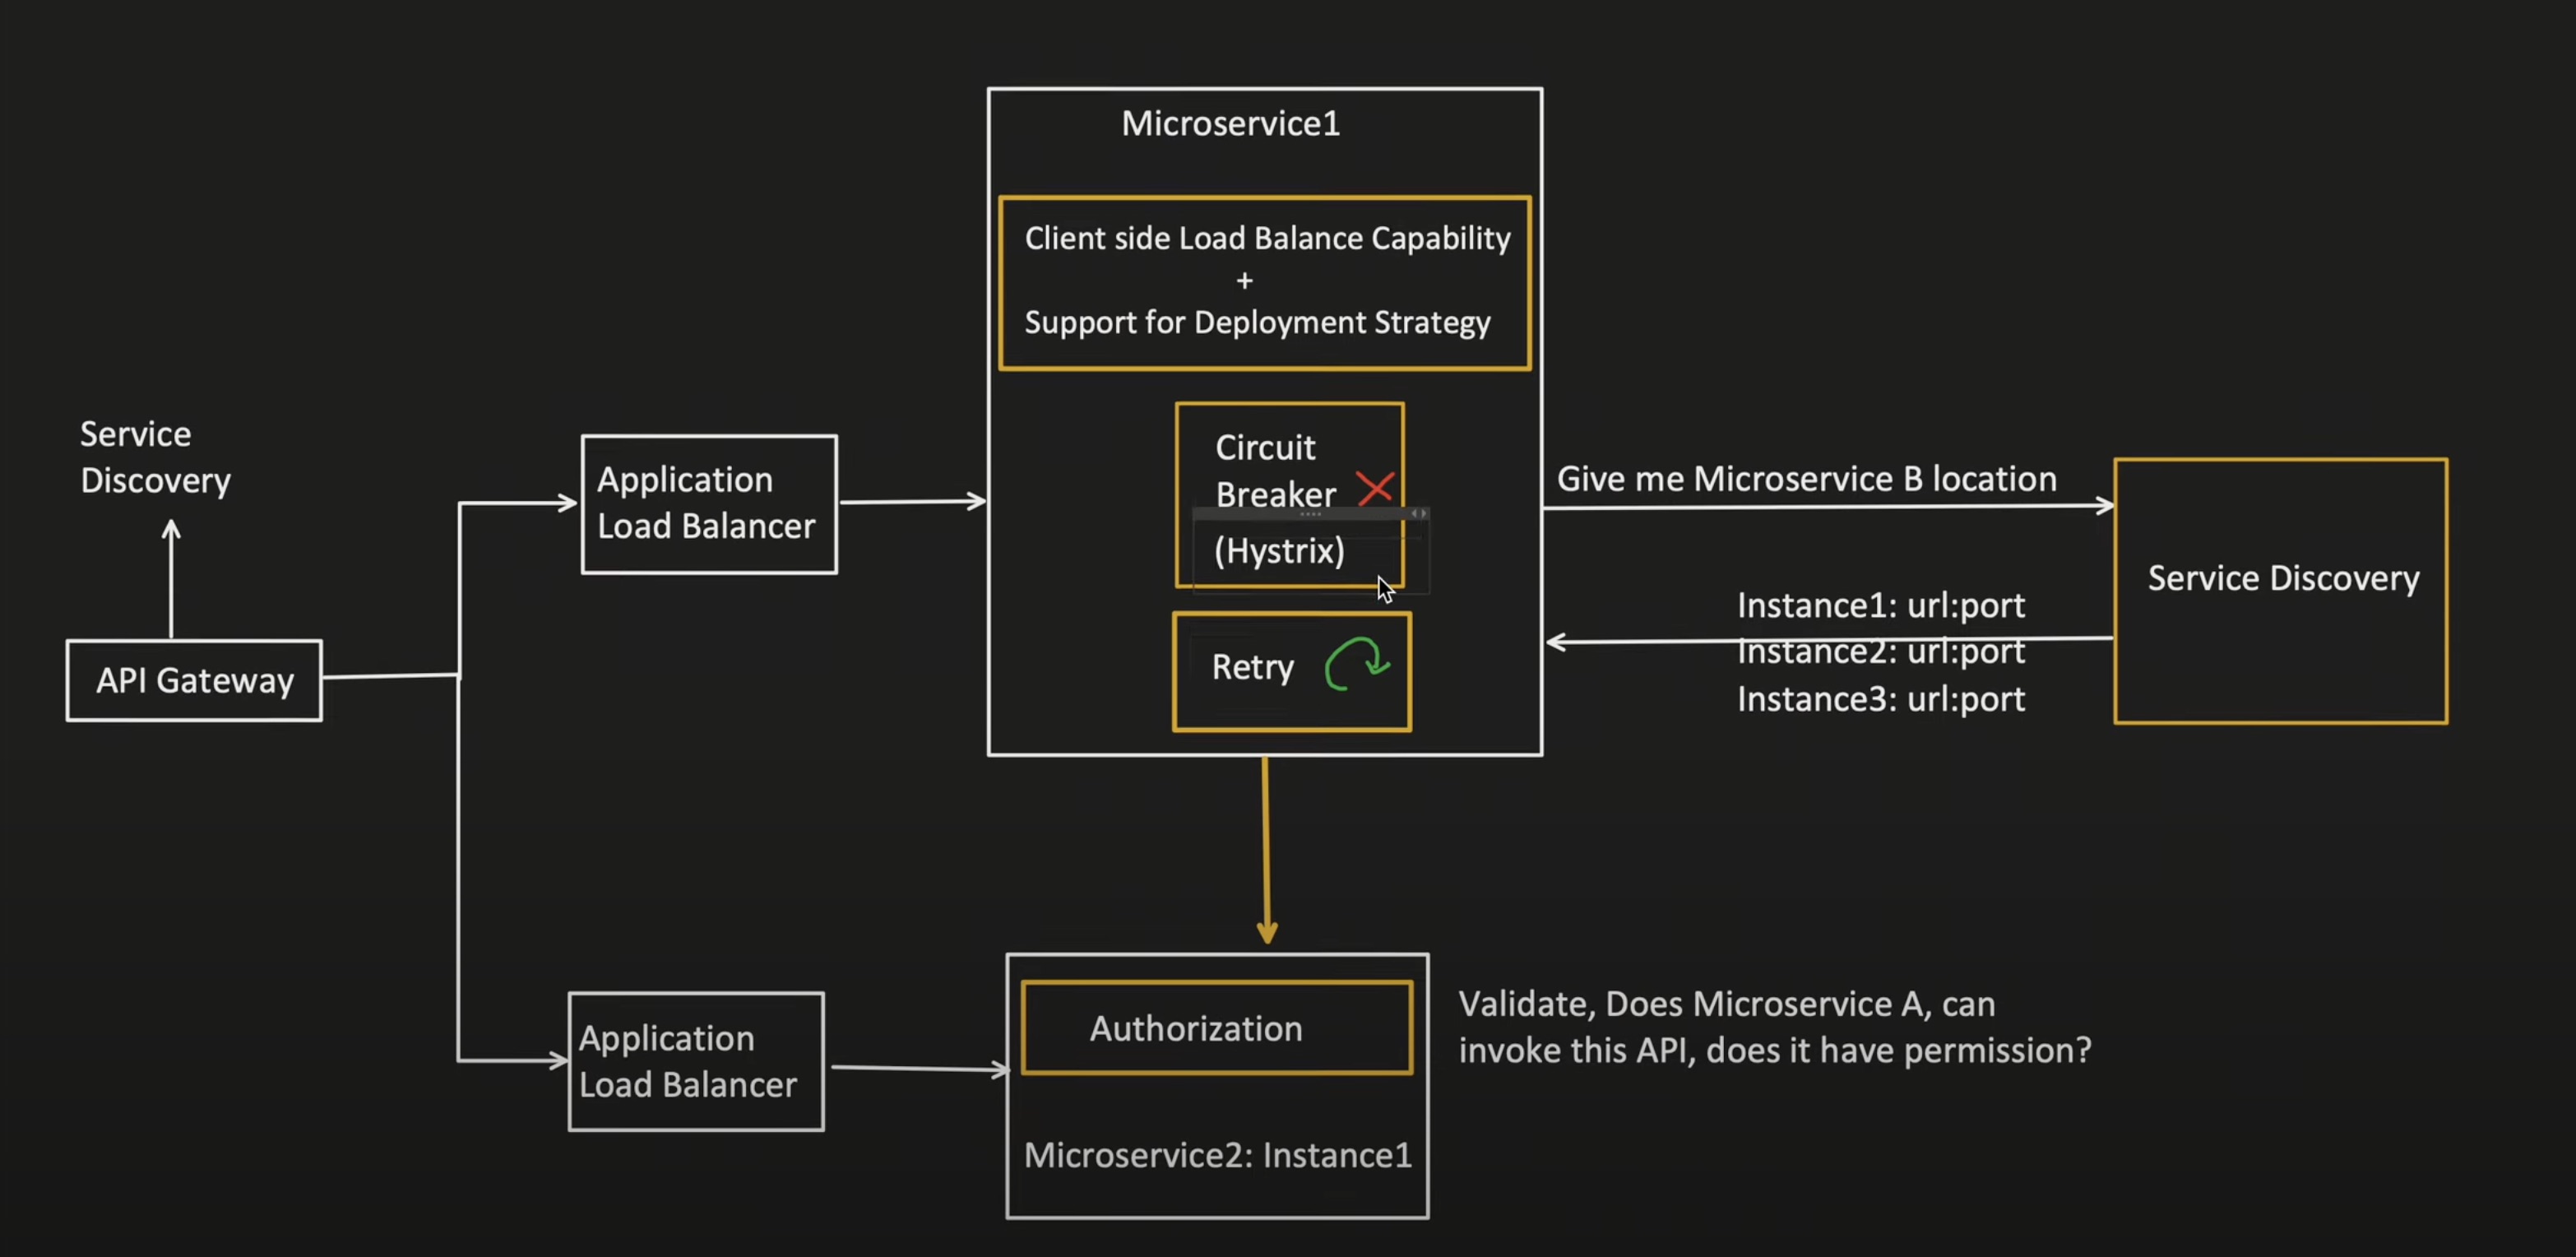 Microservice1
Client side Load Balance Capability
+
Support for Deployment Strategy
Service
Discovery
Application
Load Balancer
Circuit
Breaker
(Hystrix)
Give me Microservice B location
Service Discovery
Instance1: url:port
Instance2: url:port
Instance3: url:port
API Gateway
Retry
Application
Load Balancer
Authorization
Microservice2: Instance1
Validate, Does Microservice A, can
invoke this API, does it have permission?